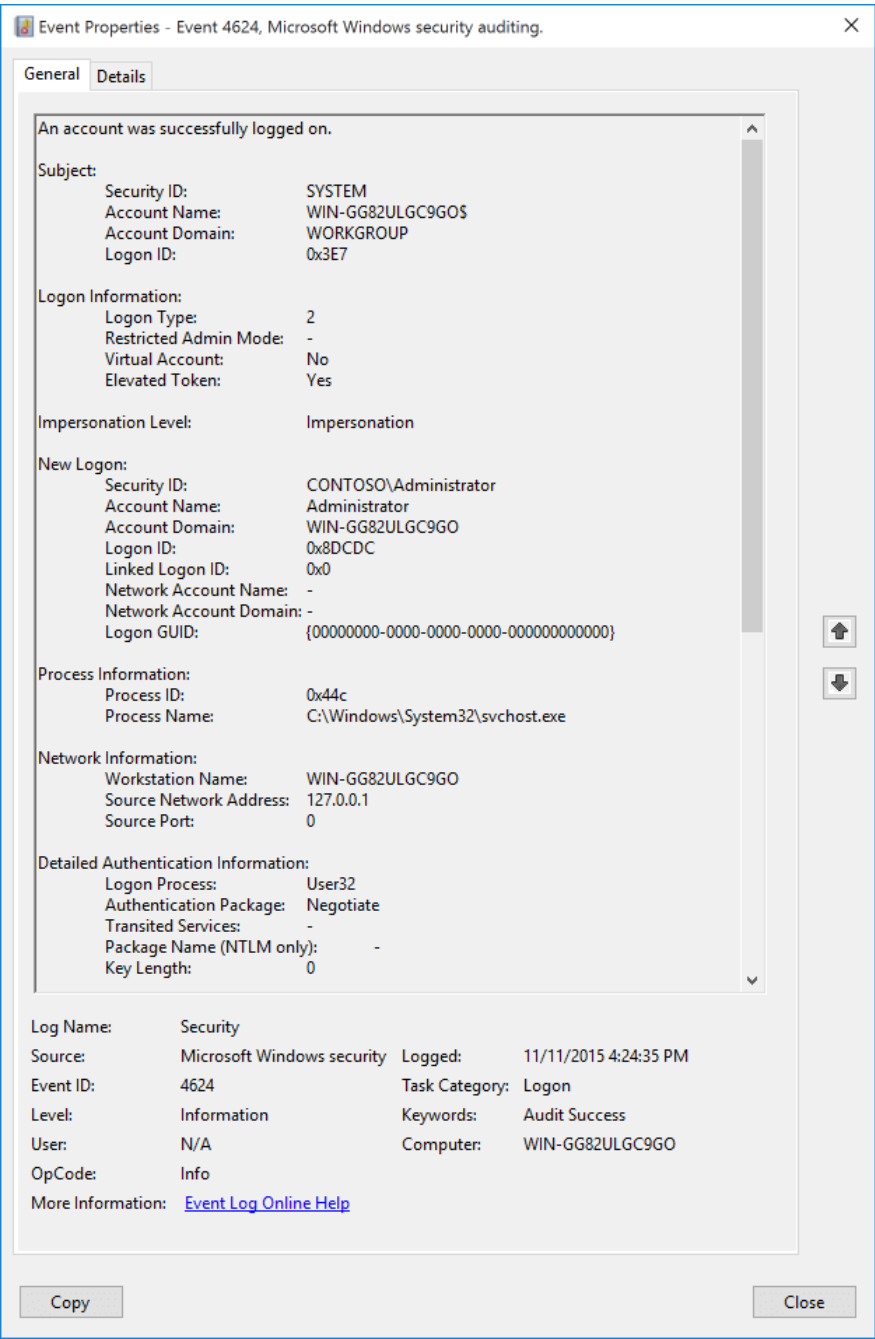 Event Properties - Event 4624, Microsoft Windows security auditing.
General Details
An account was successfully logged on.
Subject:
Security ID: SYSTEM
Account Name: WIN-GG82ULGC9GO$
Account Domain: WORKGROUP
Logon ID: 0x3E7
Logon Information:
Logon Type: 2
Restricted Admin Mode: -
Virtual Account: No
Elevated Token: Yes
Impersonation Level: Impersonation
New Logon:
Security ID: CONTOSO\Administrator
Account Name: Administrator
Account Domain: WIN-GG82ULGC9GO
Logon ID: 0x8DCDC
Linked Logon ID: 0x0
Network Account Name: -
Network Account Domain: -
Logon GUID: {00000000-0000-0000-0000-000000000000}
Process Information:
Process ID: 0x44c
Process Name: C:\Windows\System32\svchost.exe
Network Information:
Workstation Name: WIN-GG82ULGC9GO
Source Network Address: 127.0.0.1
Source Port: 0
Detailed Authentication Information:
Logon Process: User32
Authentication Package: Negotiate
Transited Services: -
Package Name (NTLM only): -
Key Length: 0
Log Name: Security
Source: Microsoft Windows security Logged: 11/11/2015 4:24:35 PM
Event ID: 4624 Task Category: Logon
Level: Information Keywords: Audit Success
User: N/A Computer: WIN-GG82ULGC9GO
OpCode: Info
More Information: Event Log Online Help
Copy Close